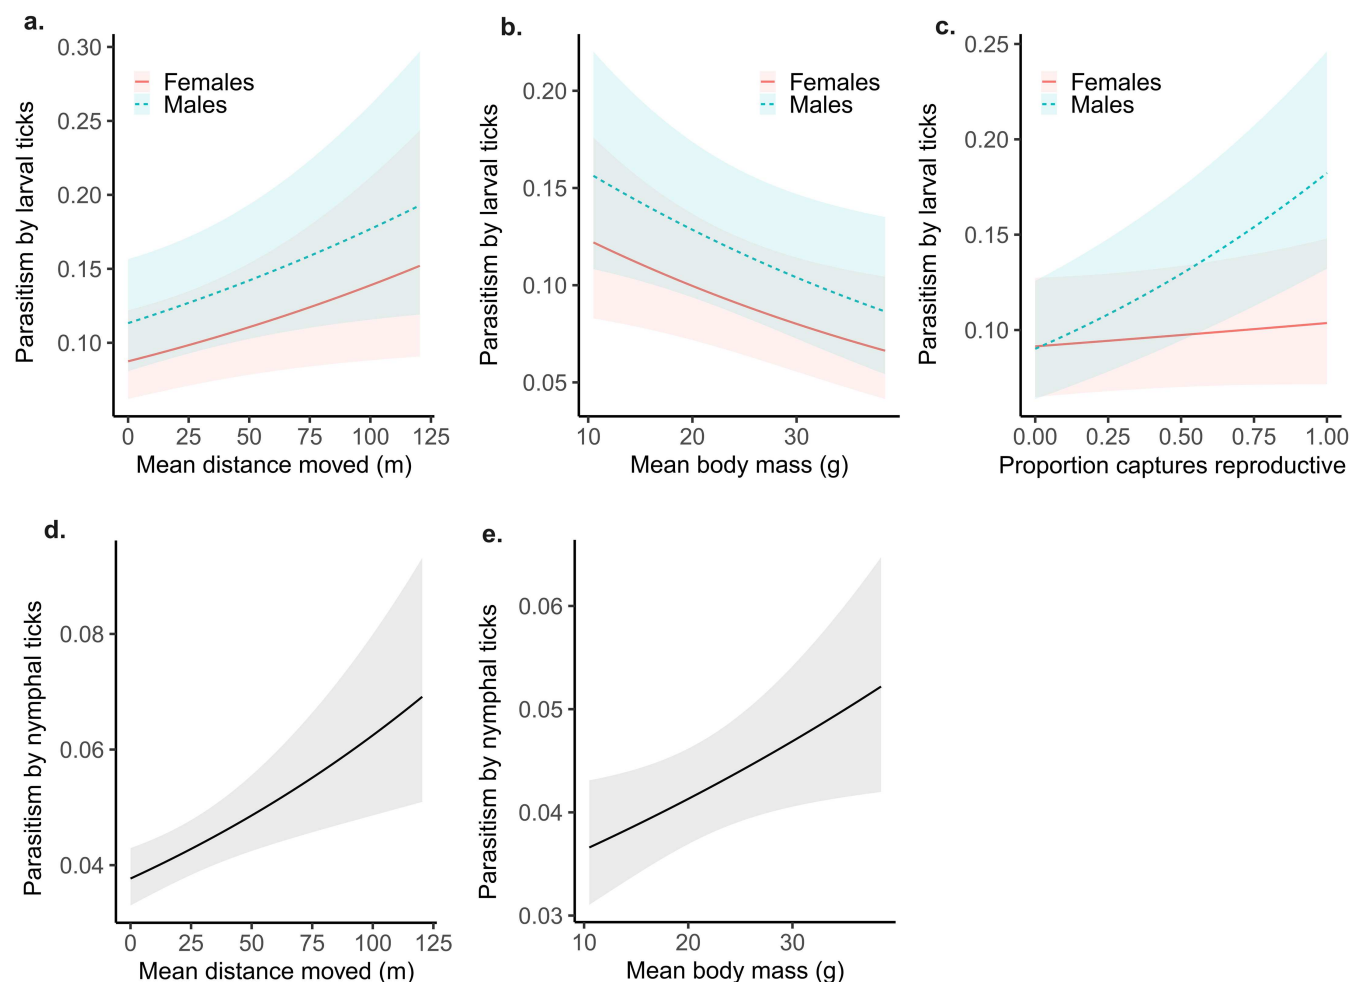 a.
0.30
0.25
0.20
0.15
0.10
Parasitism by larval ticks
Females
Males
0 25 50 75 100 125
Mean distance moved (m)
b.
0.20
0.15
0.10
0.05
Parasitism by larval ticks
Females
Males
10 20 30
Mean body mass (g)
c.
0.25
0.20
0.15
0.10
Parasitism by larval ticks
Females
Males
0.00 0.25 0.50 0.75 1.00
Proportion captures reproductive
d.
0.08
0.06
0.04
Parasitism by nymphal ticks
0 25 50 75 100 125
Mean distance moved (m)
e.
0.06
0.05
0.04
0.03
Parasitism by nymphal ticks
10 20 30
Mean body mass (g)